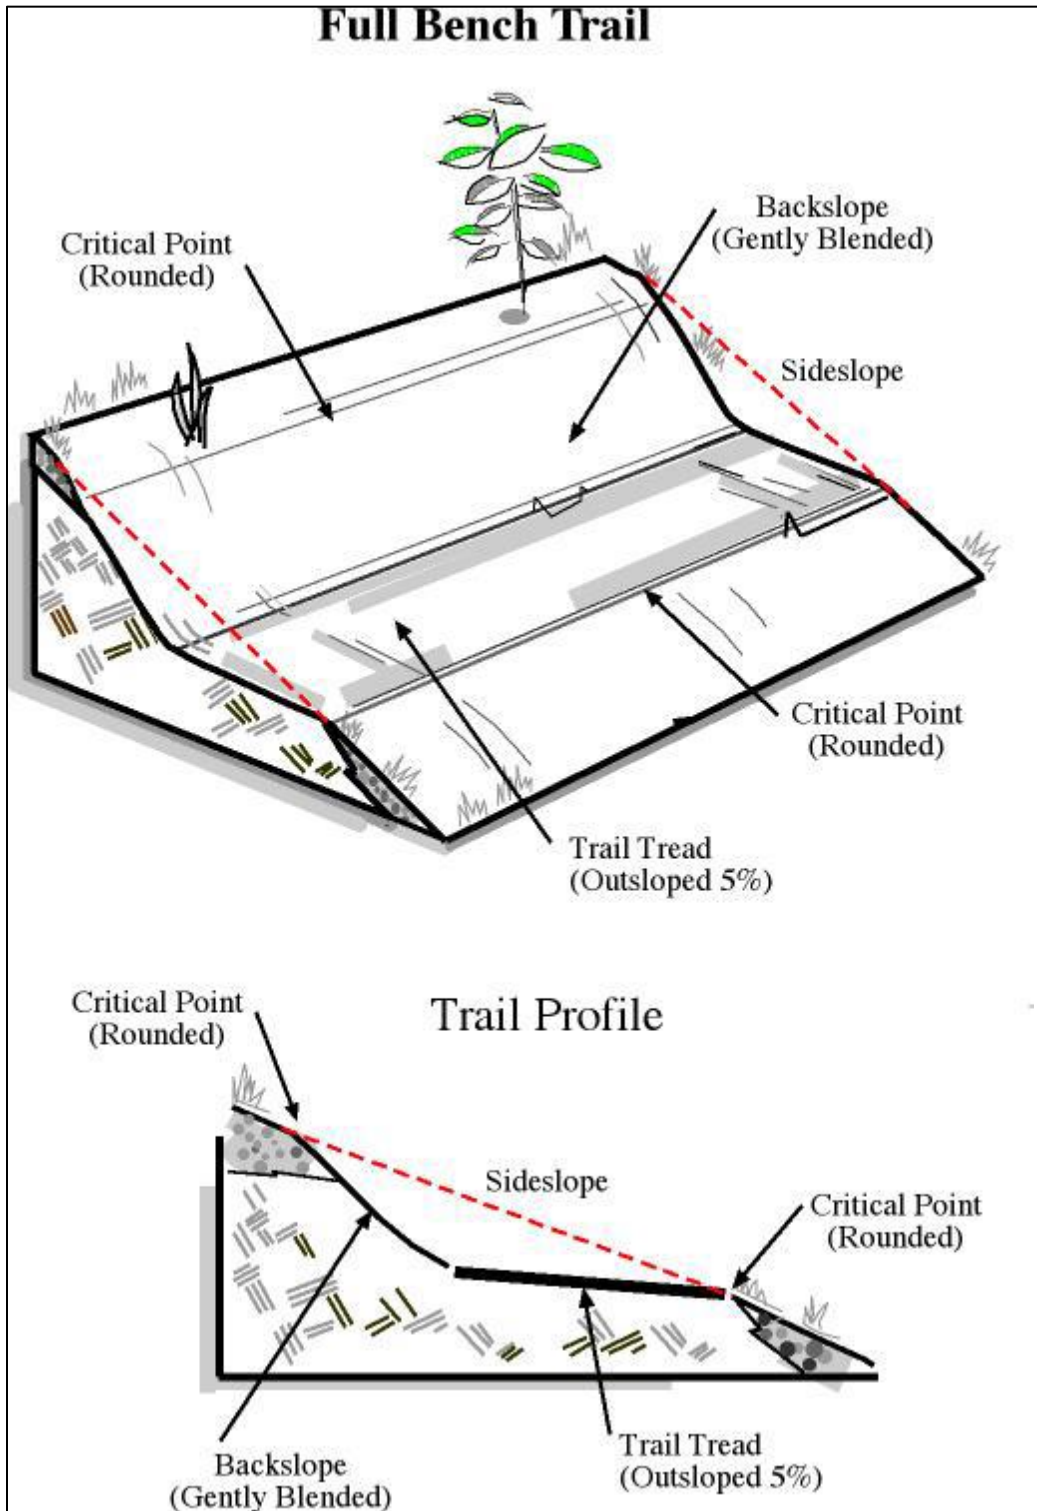 Full Bench Trail
Critical Point
(Rounded)
Backslope
(Gently Blended)
Sideslope
Critical Point
(Rounded)
Trail Tread
(Outsloped 5%)
Critical Point
(Rounded)
Trail Profile
Sideslope
Critical Point
(Rounded)
Trail Tread
(Outsloped 5%)
Backslope
(Gently Blended)